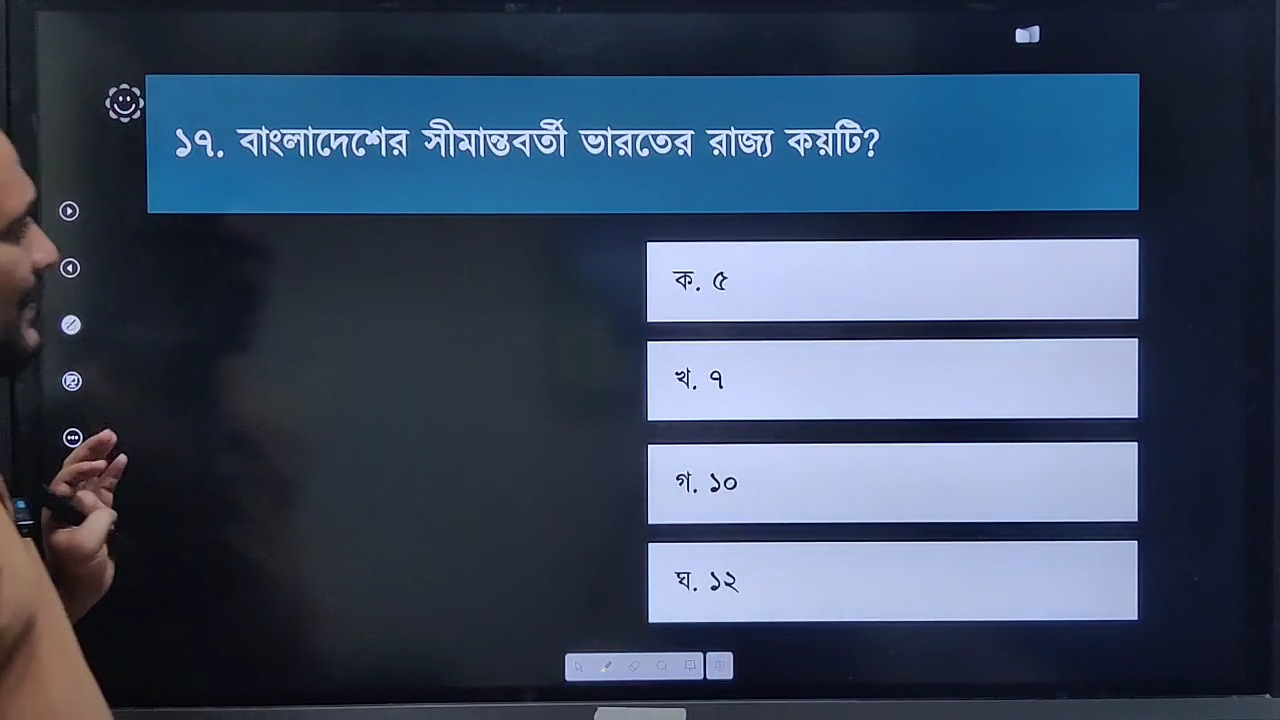 ১৭. বাংলাদেশের সীমান্তবর্তী ভারতের রাজ্য কয়টি?
ক. ৫
খ. ৭
গ. ১০
ঘ. ১২